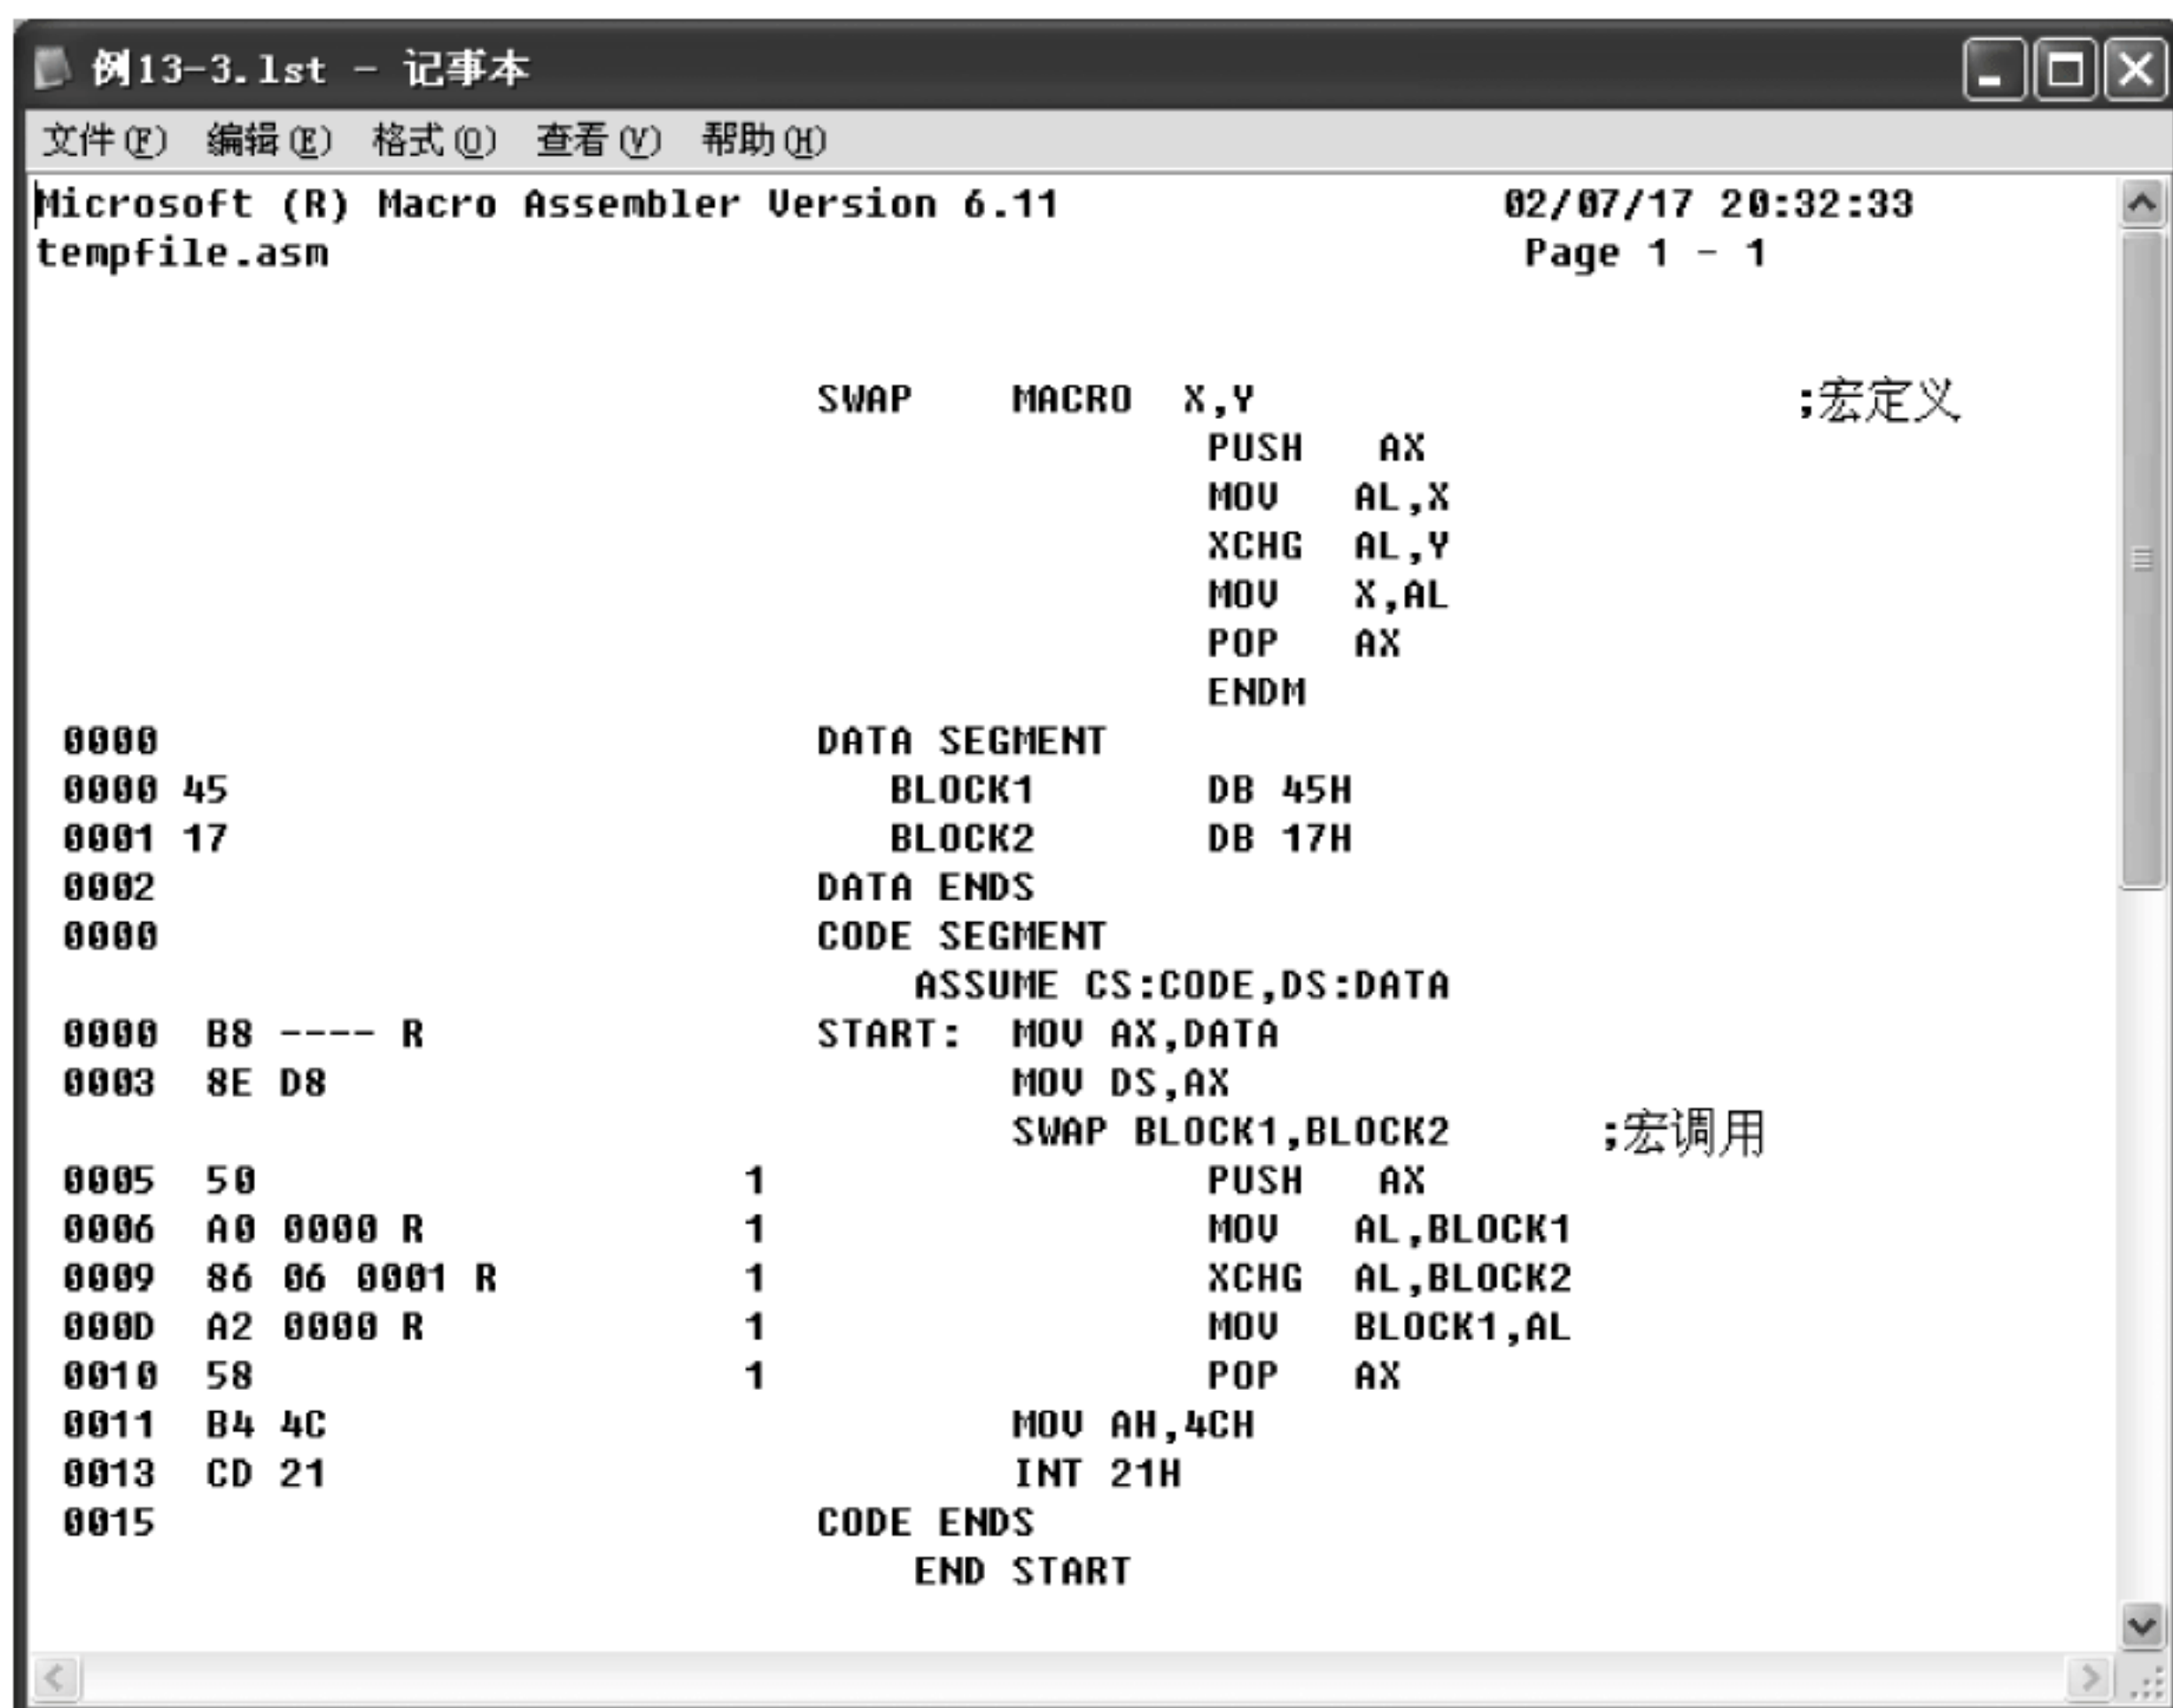 例13-3.lst - 记事本
文件(F) 编辑(E) 格式(O) 查看(V) 帮助(H)
Microsoft (R) Macro Assembler Version 6.11 02/07/17 20:32:33
tempfile.asm Page 1 - 1
SWAP MACRO X,Y ;宏定义
PUSH AX
MOV AL,X
XCHG AL,Y
MOV X,AL
POP AX
ENDM
0000 DATA SEGMENT
0000 45 BLOCK1 DB 45H
0001 17 BLOCK2 DB 17H
0002 DATA ENDS
0000 CODE SEGMENT
ASSUME CS:CODE,DS:DATA
0000 B8 ---- R START: MOV AX,DATA
0003 8E D8 MOV DS,AX
SWAP BLOCK1,BLOCK2 ;宏调用
0005 50 1 PUSH AX
0006 A0 0000 R 1 MOV AL,BLOCK1
0009 86 06 0001 R 1 XCHG AL,BLOCK2
000D A2 0000 R 1 MOV BLOCK1,AL
0010 58 1 POP AX
0011 B4 4C MOV AH,4CH
0013 CD 21 INT 21H
0015 CODE ENDS
END START